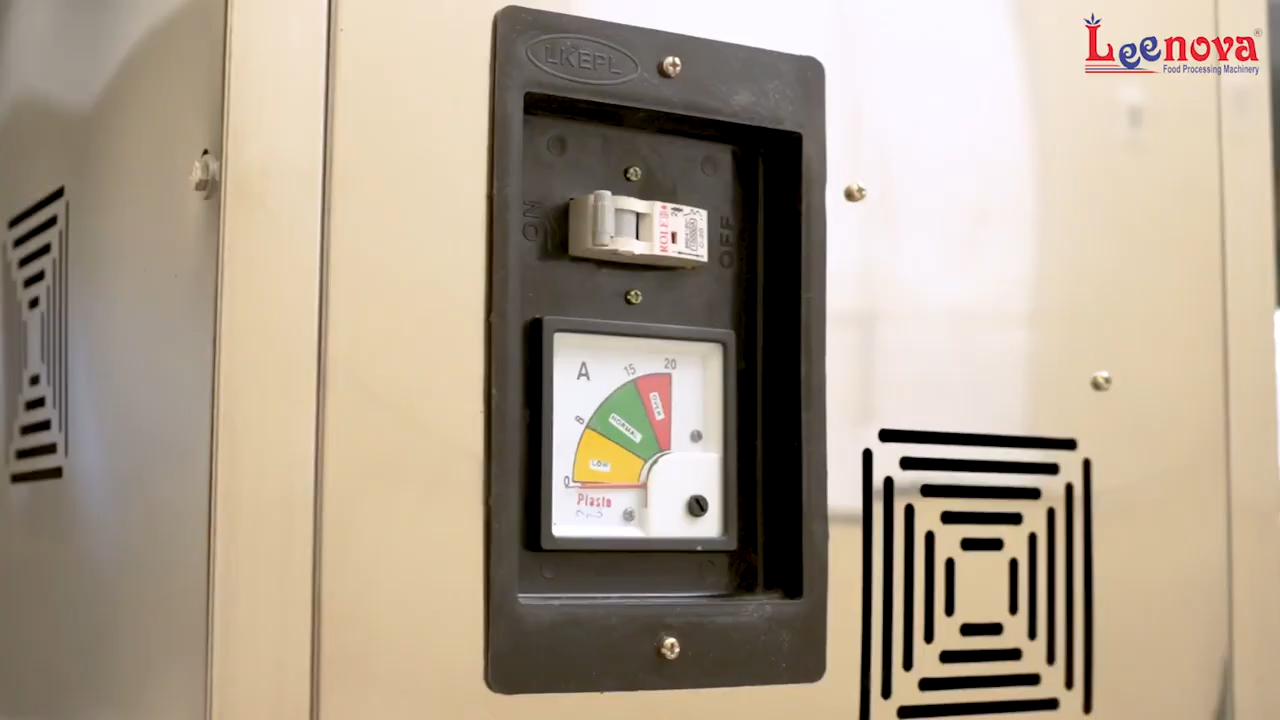 Leenova®
Food Processing Machinery
LKEPL
ON
OFF
A
0
8
15
20
LOW
NORMAL
OVER
Plasto